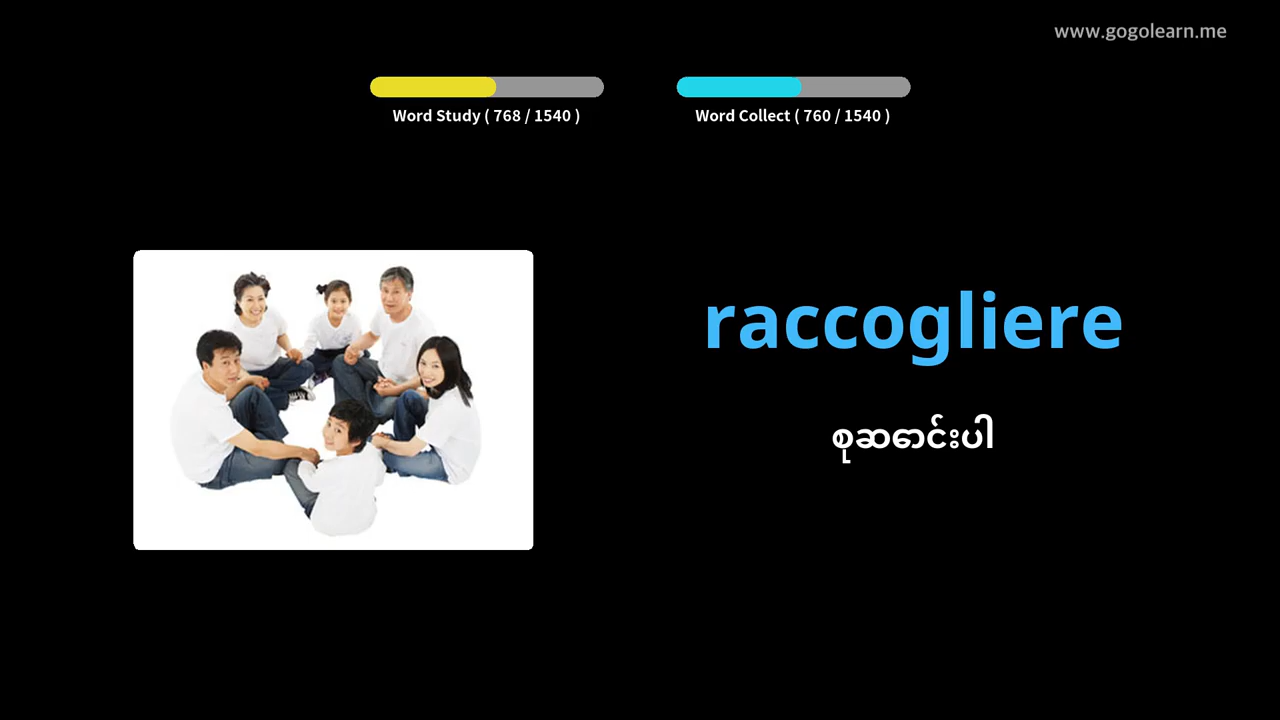 www.gogolearn.me
Word Study ( 768 / 1540 )
Word Collect ( 760 / 1540 )
raccogliere
စုဆောင်းပါ